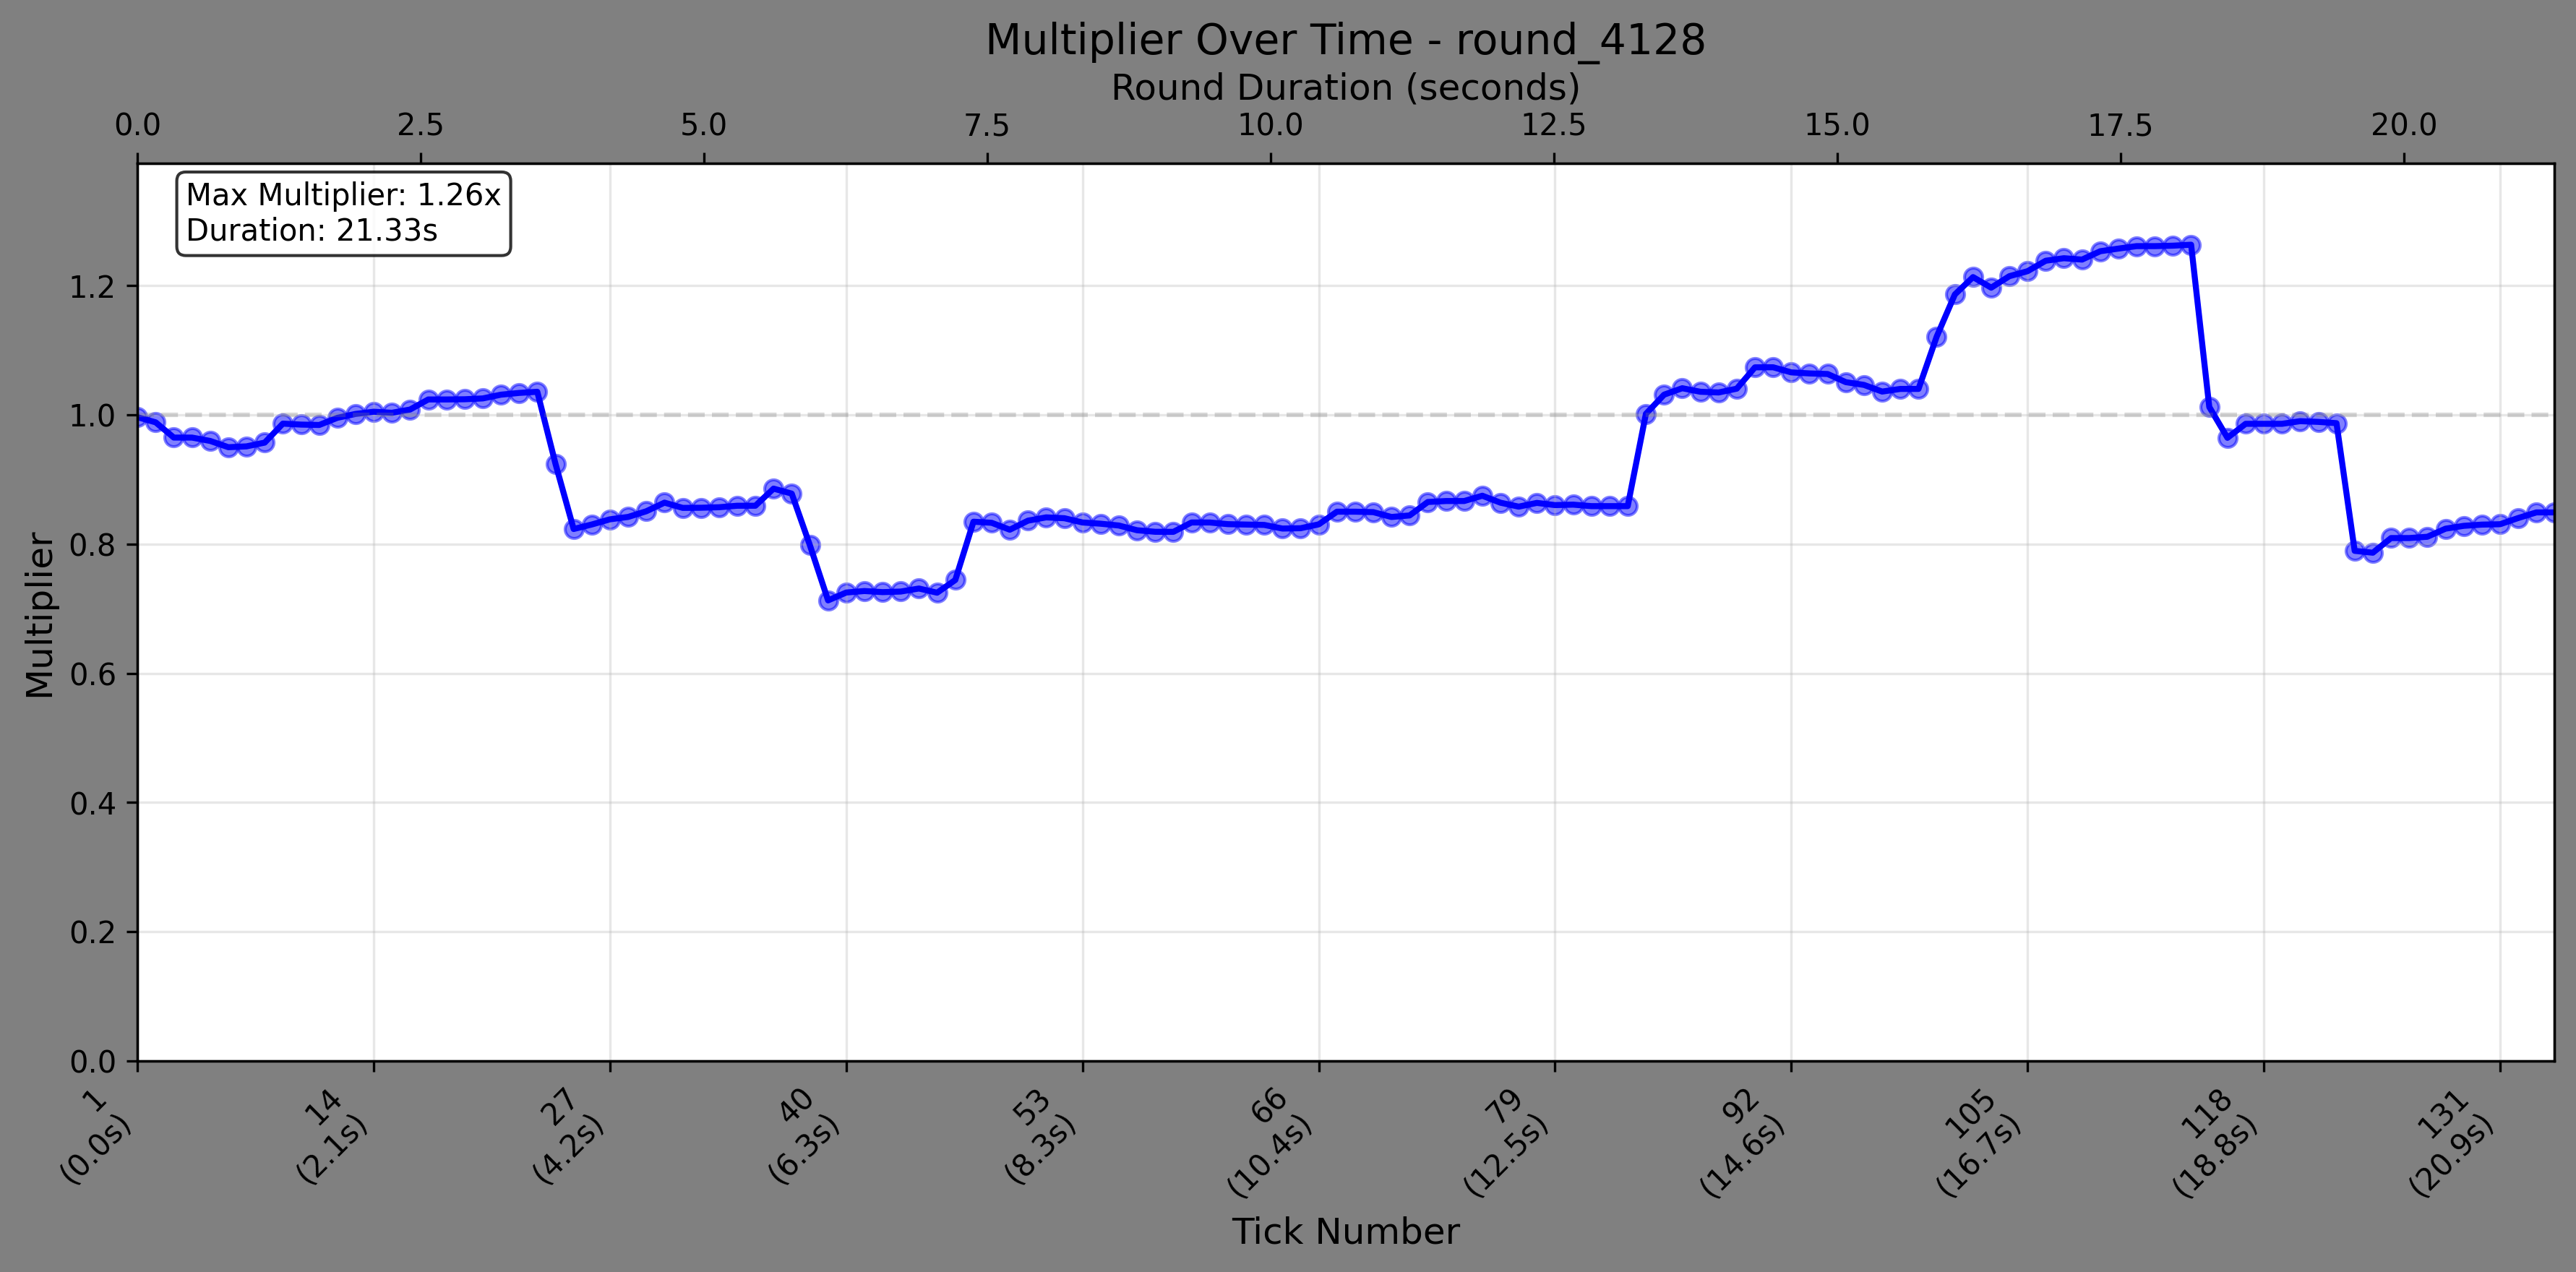 Multiplier Over Time - round_4128
Round Duration (seconds)
0.0 2.5 5.0 7.5 10.0 12.5 15.0 17.5 20.0
Max Multiplier: 1.26x
Duration: 21.33s
Multiplier
1.2
1.0
0.8
0.6
0.4
0.2
0.0
1
(0.0s)
14
(2.1s)
27
(4.2s)
40
(6.3s)
53
(8.3s)
66
(10.4s)
79
(12.5s)
92
(14.6s)
105
(16.7s)
118
(18.8s)
131
(20.9s)
Tick Number